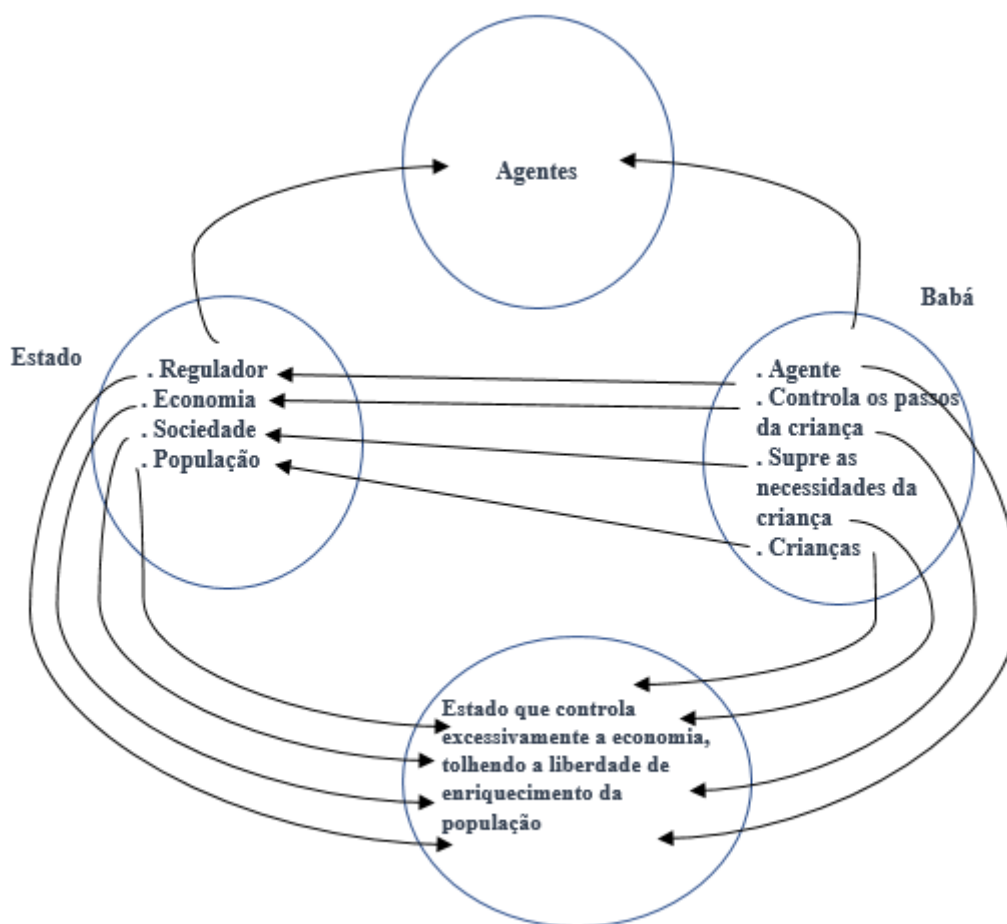 Agentes
Babá
Estado
. Regulador
. Economia
. Sociedade
. População
. Agente
. Controla os passos
da criança
. Supre as
necessidades da
criança
. Crianças
Estado que controla
excessivamente a economia,
tolhendo a liberdade de
enriquecimento da
população